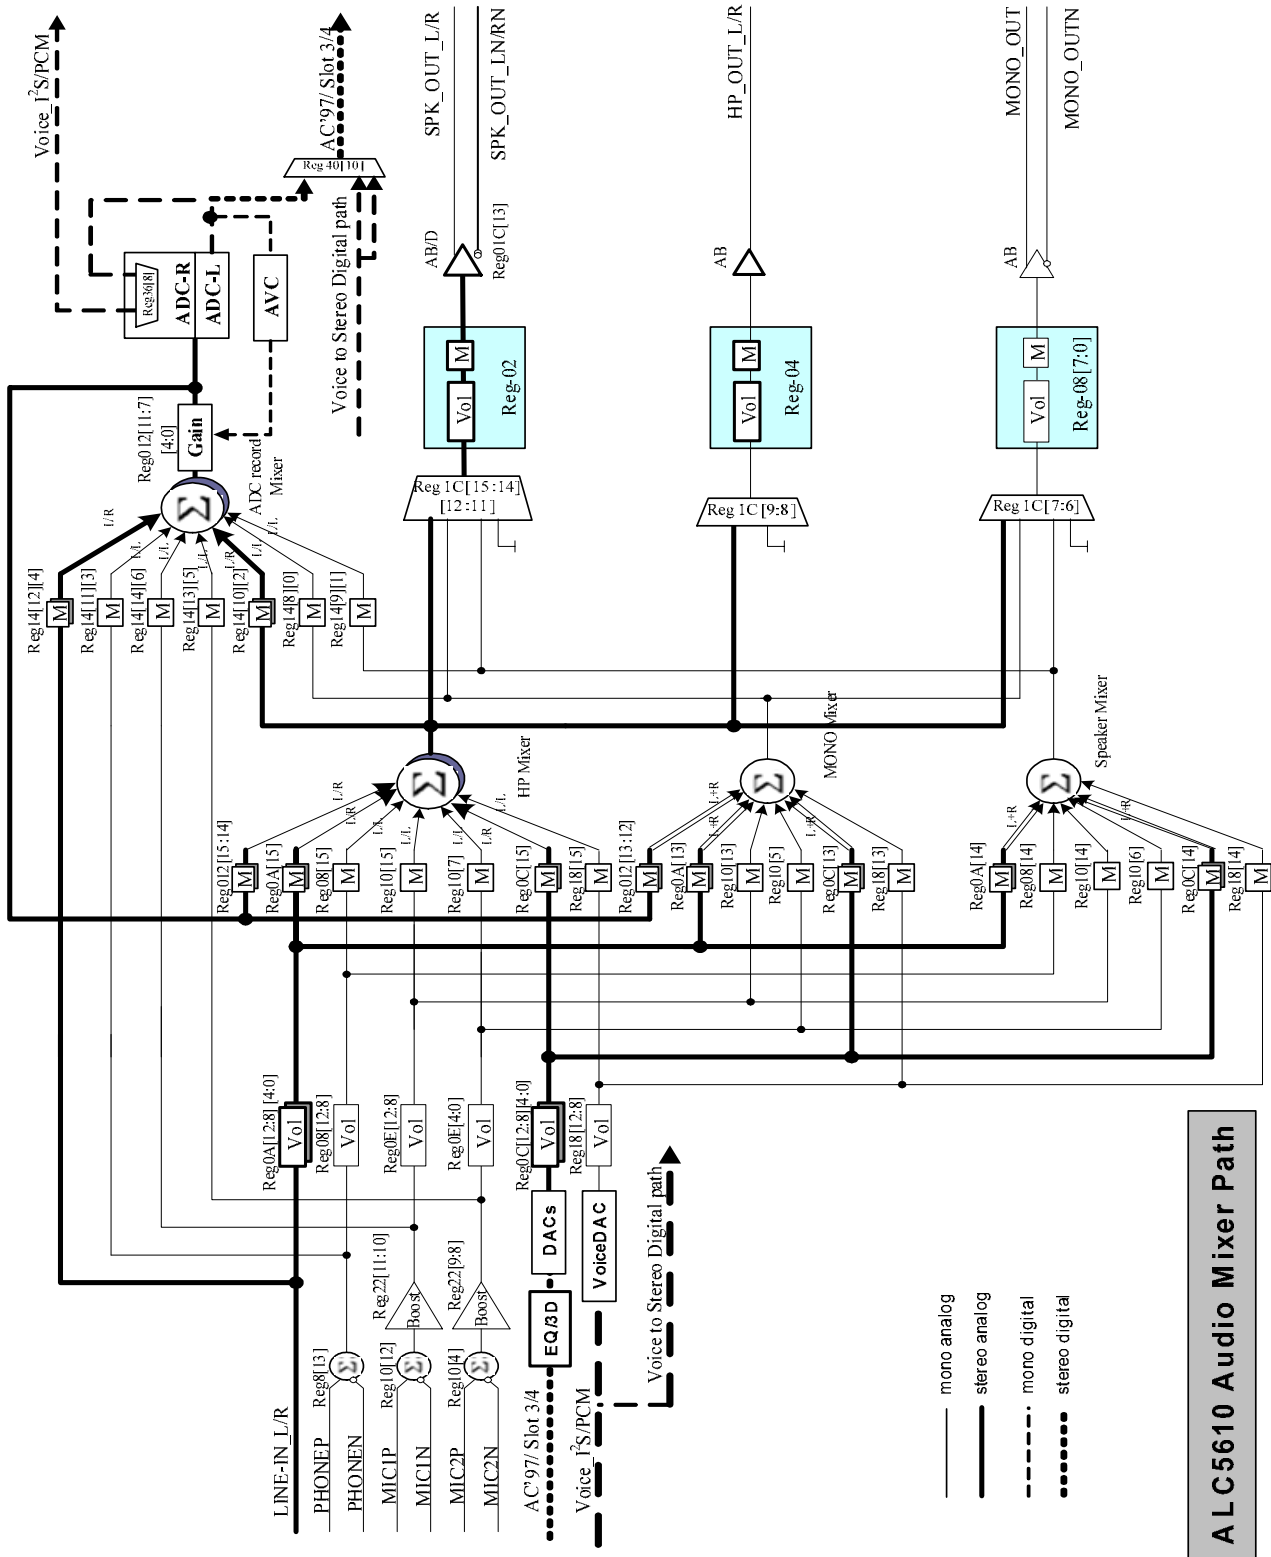 Voice_I²S/PCM
AC'97/ Slot 3/4
SPK_OUT_L/R
SPK_OUT_LN/RN
HP_OUT_L/R
MONO_OUT
MONO_OUTN
Reg40[10]
Voice to Stereo Digital path
Reg36[8]
ADC-R
ADC-L
AVC
AB/D
Reg01C[13]
AB
AB
M
Vol
Reg-02
M
Vol
Reg-04
M
Vol
Reg-08[7:0]
Reg012[11:7]
[4:0]
Gain
ADC record
Mixer
Reg 1C[15:14]
[12:11]
Reg 1C[9:8]
Reg 1C[7:6]
Σ
L/R
L/L
L/L
L/L
L/R
L/L
L/L
Reg14[12][4]
M
Reg14[11][3]
M
Reg14[14][6]
M
Reg14[13][5]
M
Reg14[10][2]
M
Reg14[8][0]
M
Reg14[9][1]
M
Σ
HP Mixer
Σ
MONO Mixer
Σ
Speaker Mixer
L/R
L/R
L/L
L/L
L/L
L/R
L/L
L+R
L+R
L+R
L+R
L+R
Reg012[15:14]
M
Reg0A[15]
M
Reg08[15]
M
Reg10[15]
M
Reg10[7]
M
Reg0C[15]
M
Reg18[15]
M
Reg012[13:12]
M
Reg0A[13]
M
Reg10[13]
M
Reg10[5]
M
Reg0C[13]
M
Reg18[13]
M
Reg0A[14]
M
Reg08[14]
M
Reg10[14]
M
Reg10[6]
M
Reg0C[14]
M
Reg18[14]
M
Reg0A[12:8] [4:0]
Vol
Reg08[12:8]
Vol
Reg0E[12:8]
Vol
Reg0E[4:0]
Vol
Reg0C[12:8][4:0]
Vol
Reg18[12:8]
Vol
DACs
VoiceDAC
EQ/3D
Reg22[11:10]
Boost
Reg22[9:8]
Boost
Reg8[13]
Σ
Reg10[12]
Σ
Reg10[4]
Σ
LINE-IN_L/R
PHONEP
PHONEN
MIC1P
MIC1N
MIC2P
MIC2N
AC'97/ Slot 3/4
Voice_I²S/PCM
Voice to Stereo Digital path
mono analog
stereo analog
mono digital
stereo digital
ALC5610 Audio Mixer Path